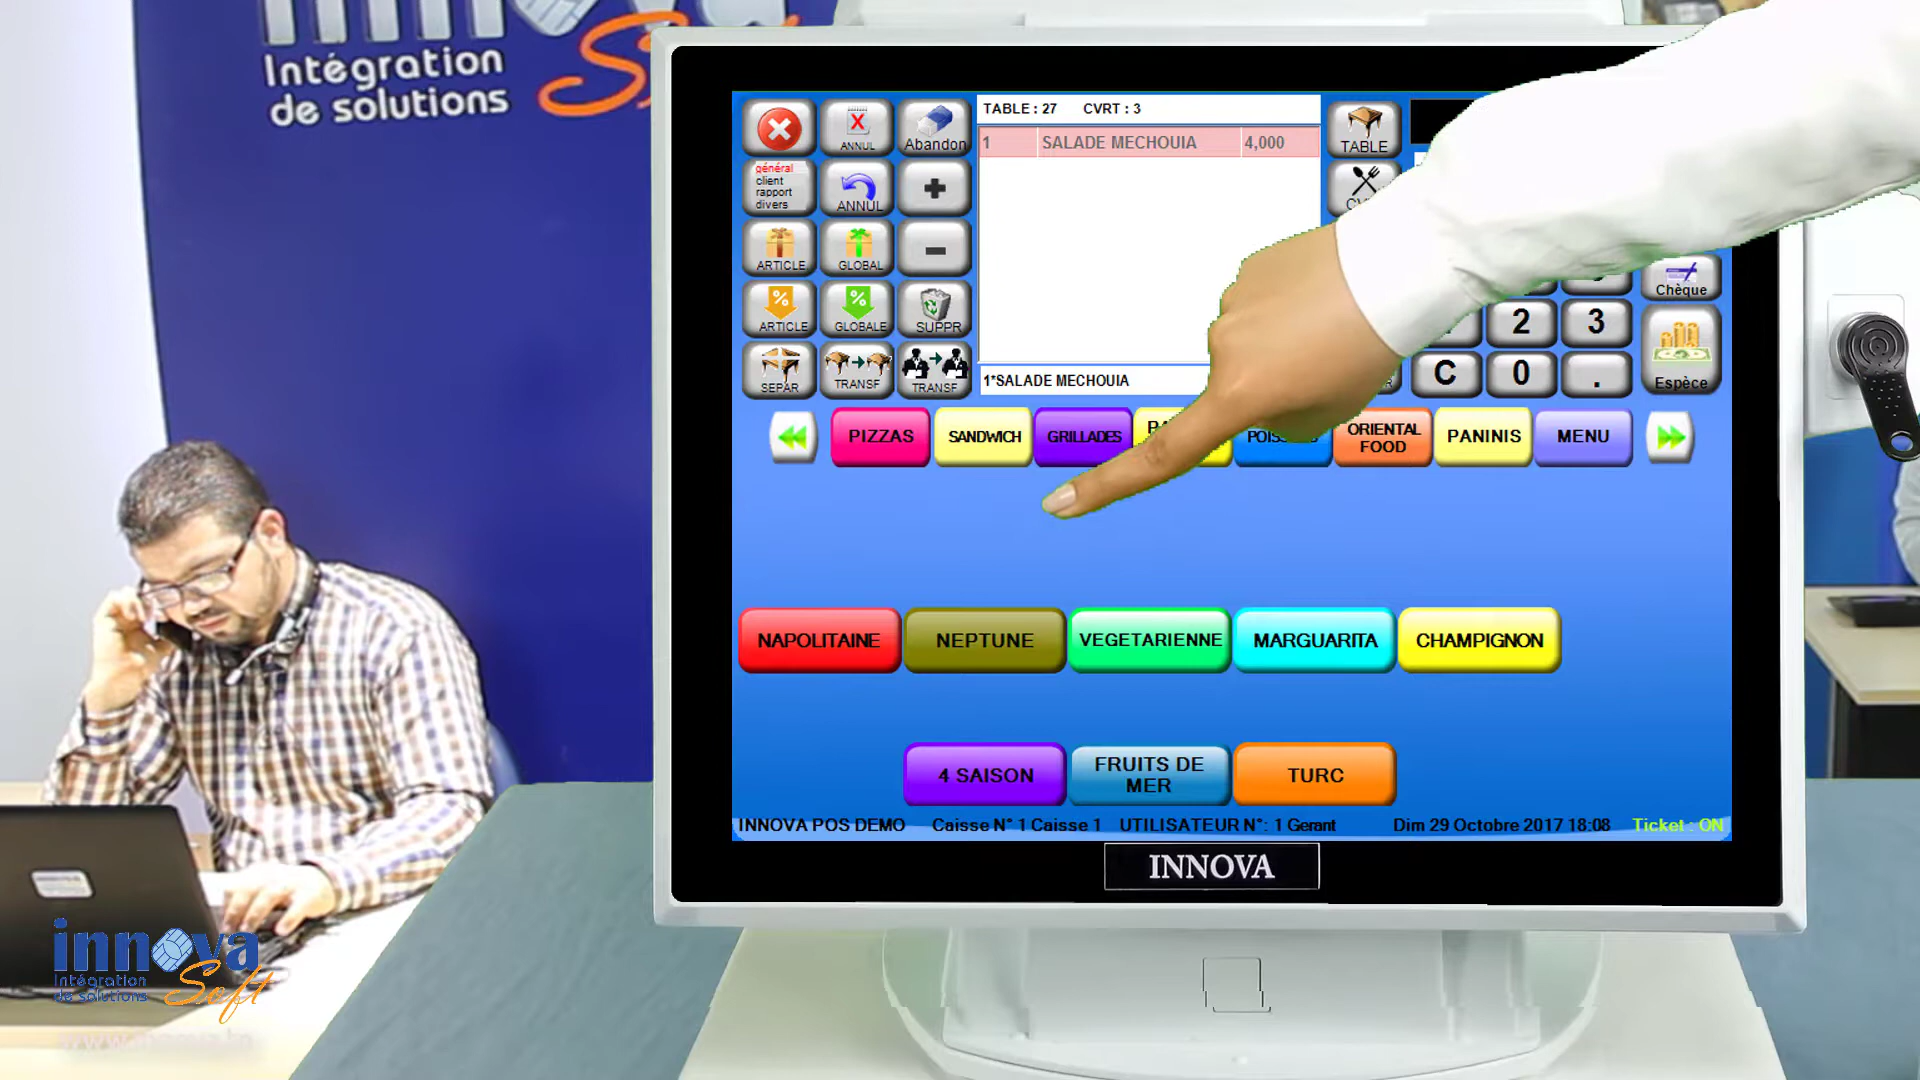 Intégration
de solutions
TABLE : 27 CVRT : 3
1 SALADE MECHOUIA 4,000
1*SALADE MECHOUIA
ANNUL
Abandon
général
client
rapport
divers
ANNUL
ARTICLE
GLOBAL
ARTICLE
GLOBALE
SUPPR
SEPAR
TRANSF
TRANSF
TABLE
Chèque
2
3
C
0
.
Espèce
PIZZAS
SANDWICH
GRILLADES
ORIENTAL
FOOD
PANINIS
MENU
NAPOLITAINE
NEPTUNE
VEGETARIENNE
MARGUARITA
CHAMPIGNON
4 SAISON
FRUITS DE
MER
TURC
INNOVA POS DEMO Caisse N° 1 Caisse 1 UTILISATEUR N°: 1 Gerant Dim 29 Octobre 2017 18:08 Ticket : ON
INNOVA
innova
Intégration
de solutions
Soft